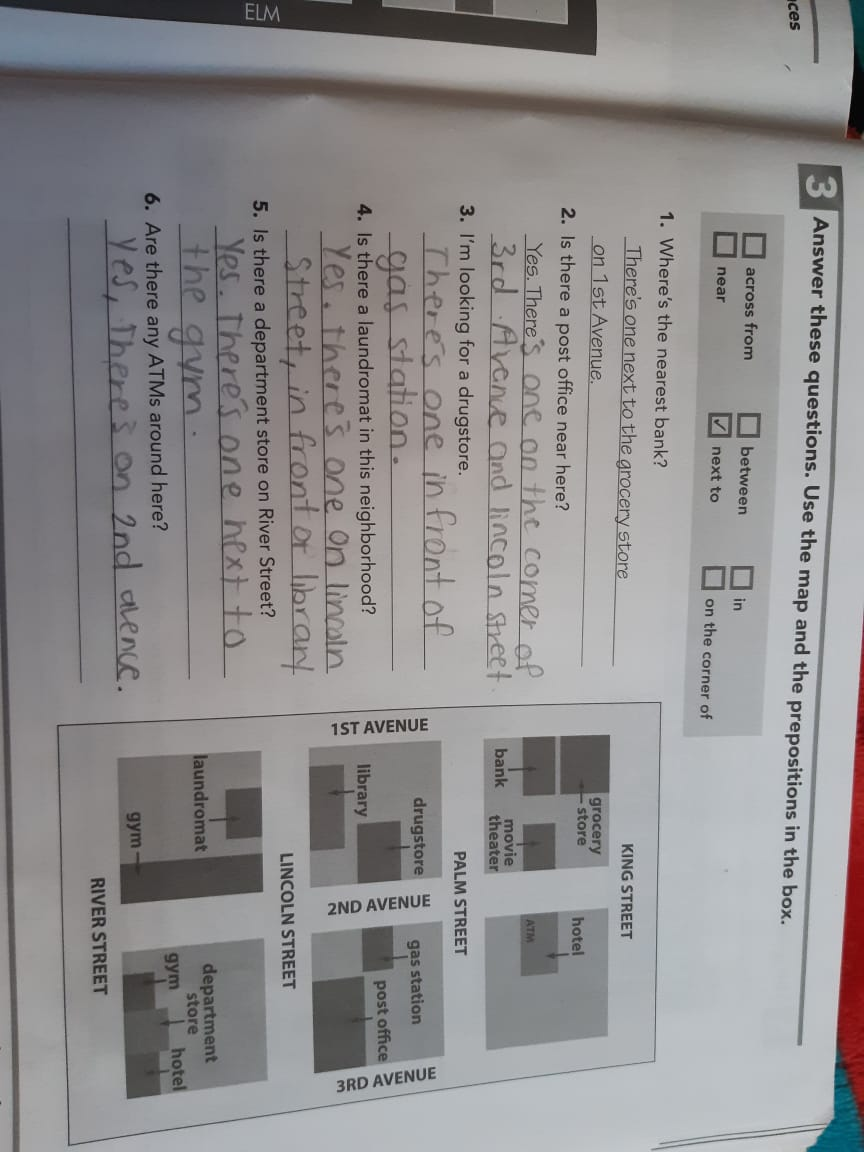 ces
ELM
3 Answer these questions. Use the map and the prepositions in the box.
across from between in
near next to on the corner of
1. Where's the nearest bank?
There's one next to the grocery store
on 1st Avenue.
2. Is there a post office near here?
Yes. There's one on the corner of
3rd. Avenue and lincoln street.
3. I'm looking for a drugstore.
There's one in front of
gas station.
4. Is there a laundromat in this neighborhood?
Yes. there's one on lincoln
Street, in front of library
5. Is there a department store on River Street?
Yes. There's one next to
the gym.
6. Are there any ATMs around here?
Yes, There's on 2nd avence.
KING STREET
grocery
store
hotel
ATM
bank
movie
theater
PALM STREET
1ST AVENUE
2ND AVENUE
3RD AVENUE
drugstore
gas station
library
post office
LINCOLN STREET
laundromat
department
store
gym
gym
hotel
RIVER STREET